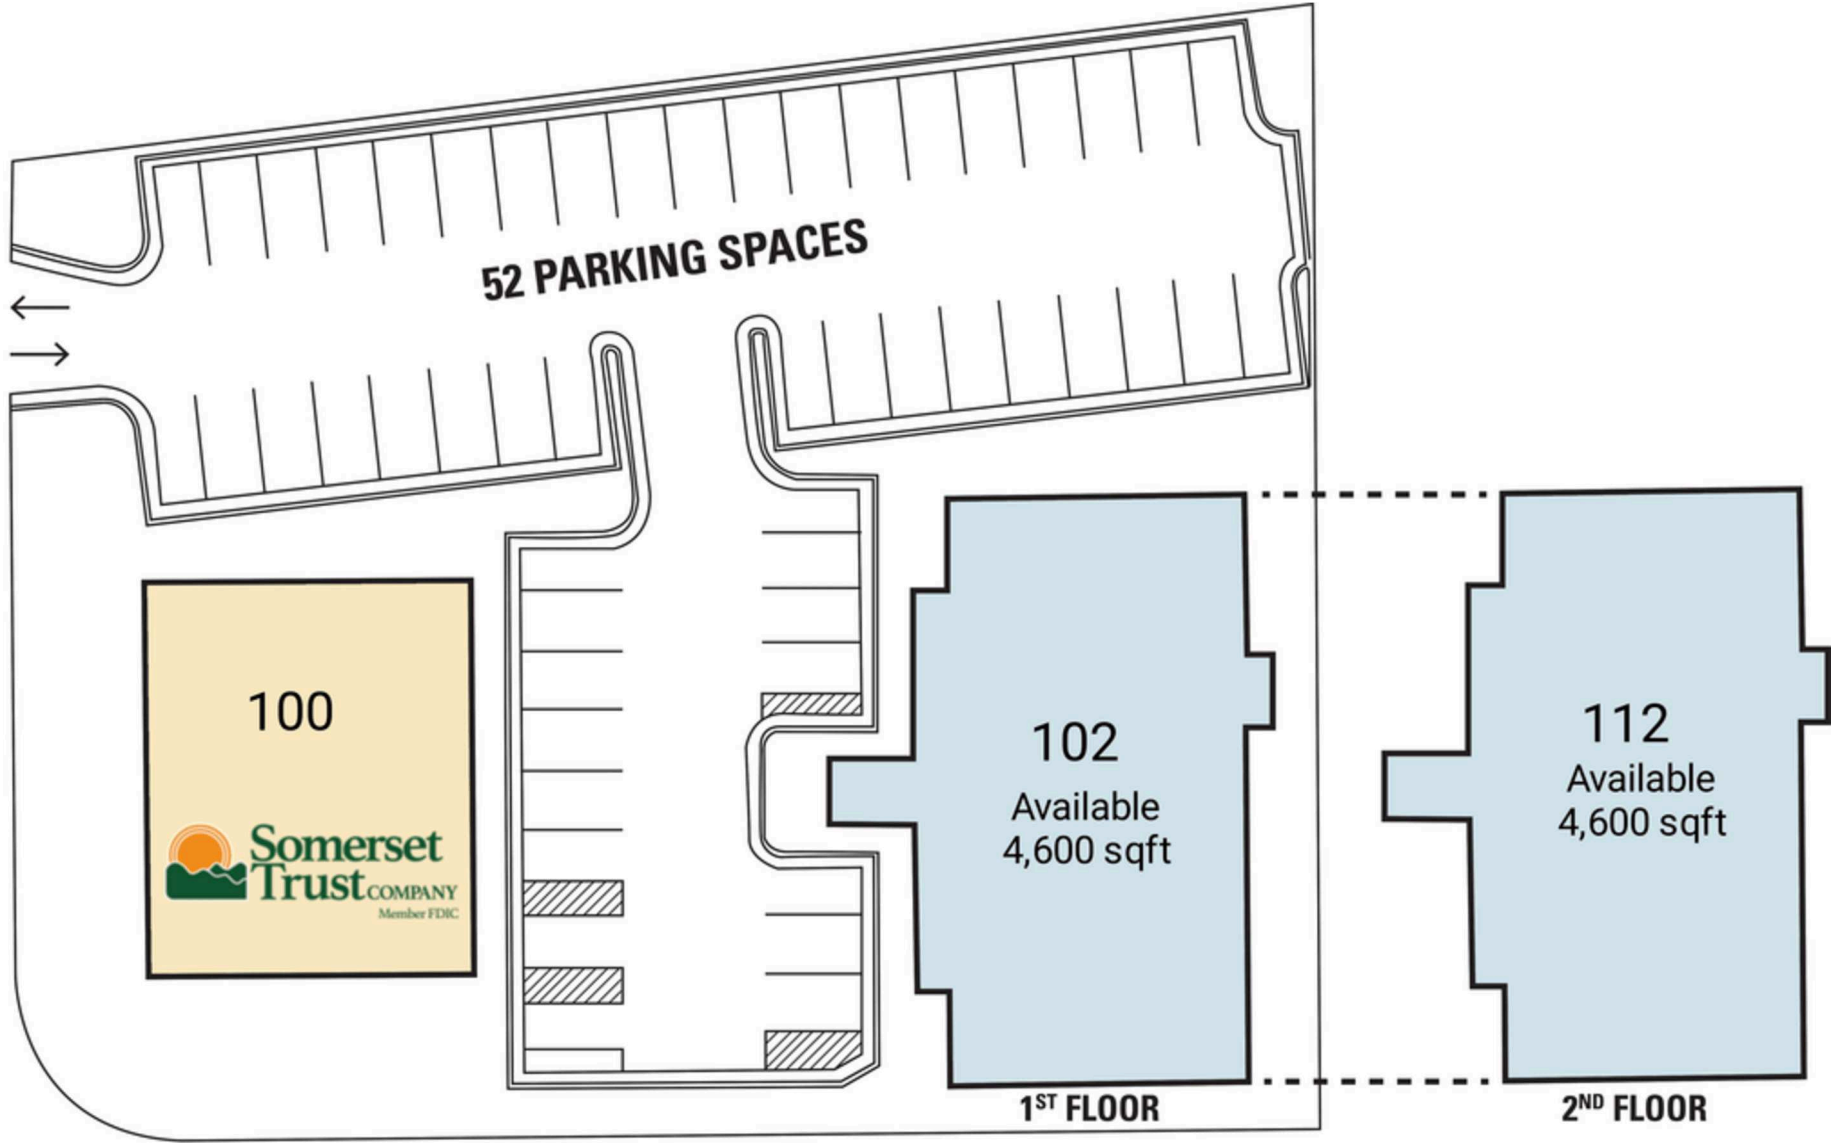 52 PARKING SPACES
100
Somerset
Trust COMPANY
Member FDIC
102
Available
4,600 sqft
1ST FLOOR
112
Available
4,600 sqft
2ND FLOOR